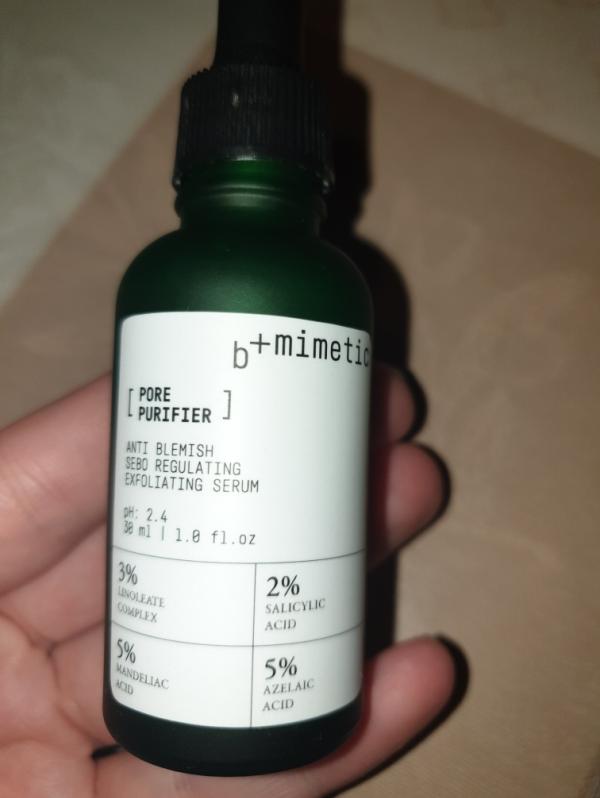 b+mimetic
[ PORE
PURIFIER ]
ANTI BLEMISH
SEBO REGULATING
EXFOLIATING SERUM
pH: 2.4
30 ml | 1.0 fl.oz
3%
LINOLEATE
COMPLEX
2%
SALICYLIC
ACID
5%
MANDELIAC
ACID
5%
AZELAIC
ACID